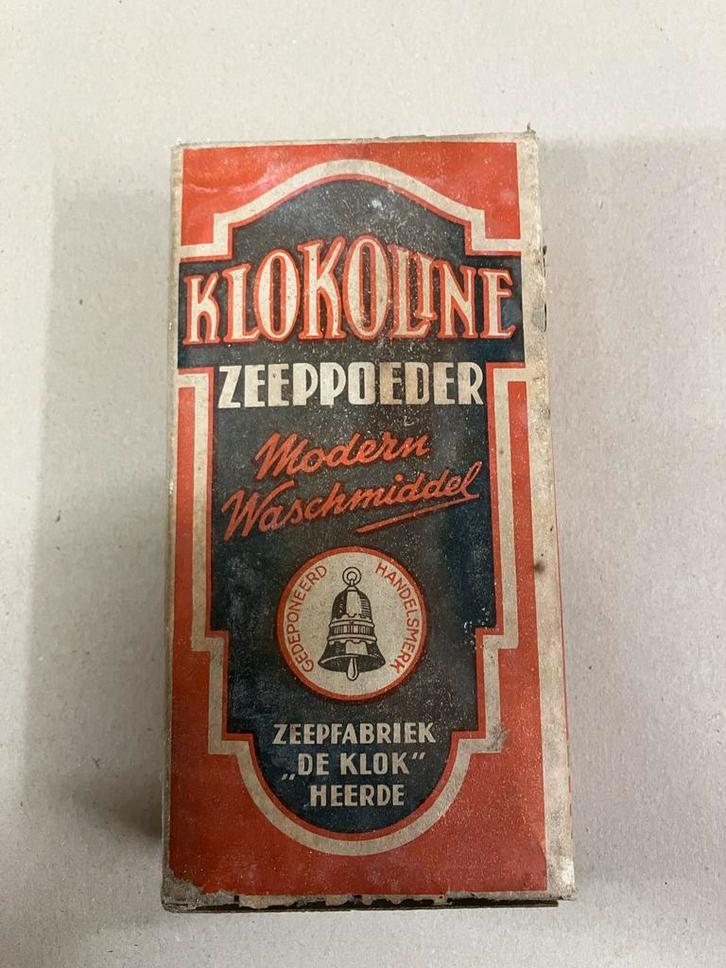 KLOKOLINE
ZEEPPOEDER
Modern
Waschmiddel
GEDEPONEERD HANDELSMERK
ZEEPFABRIEK
„DE KLOK"
HEERDE